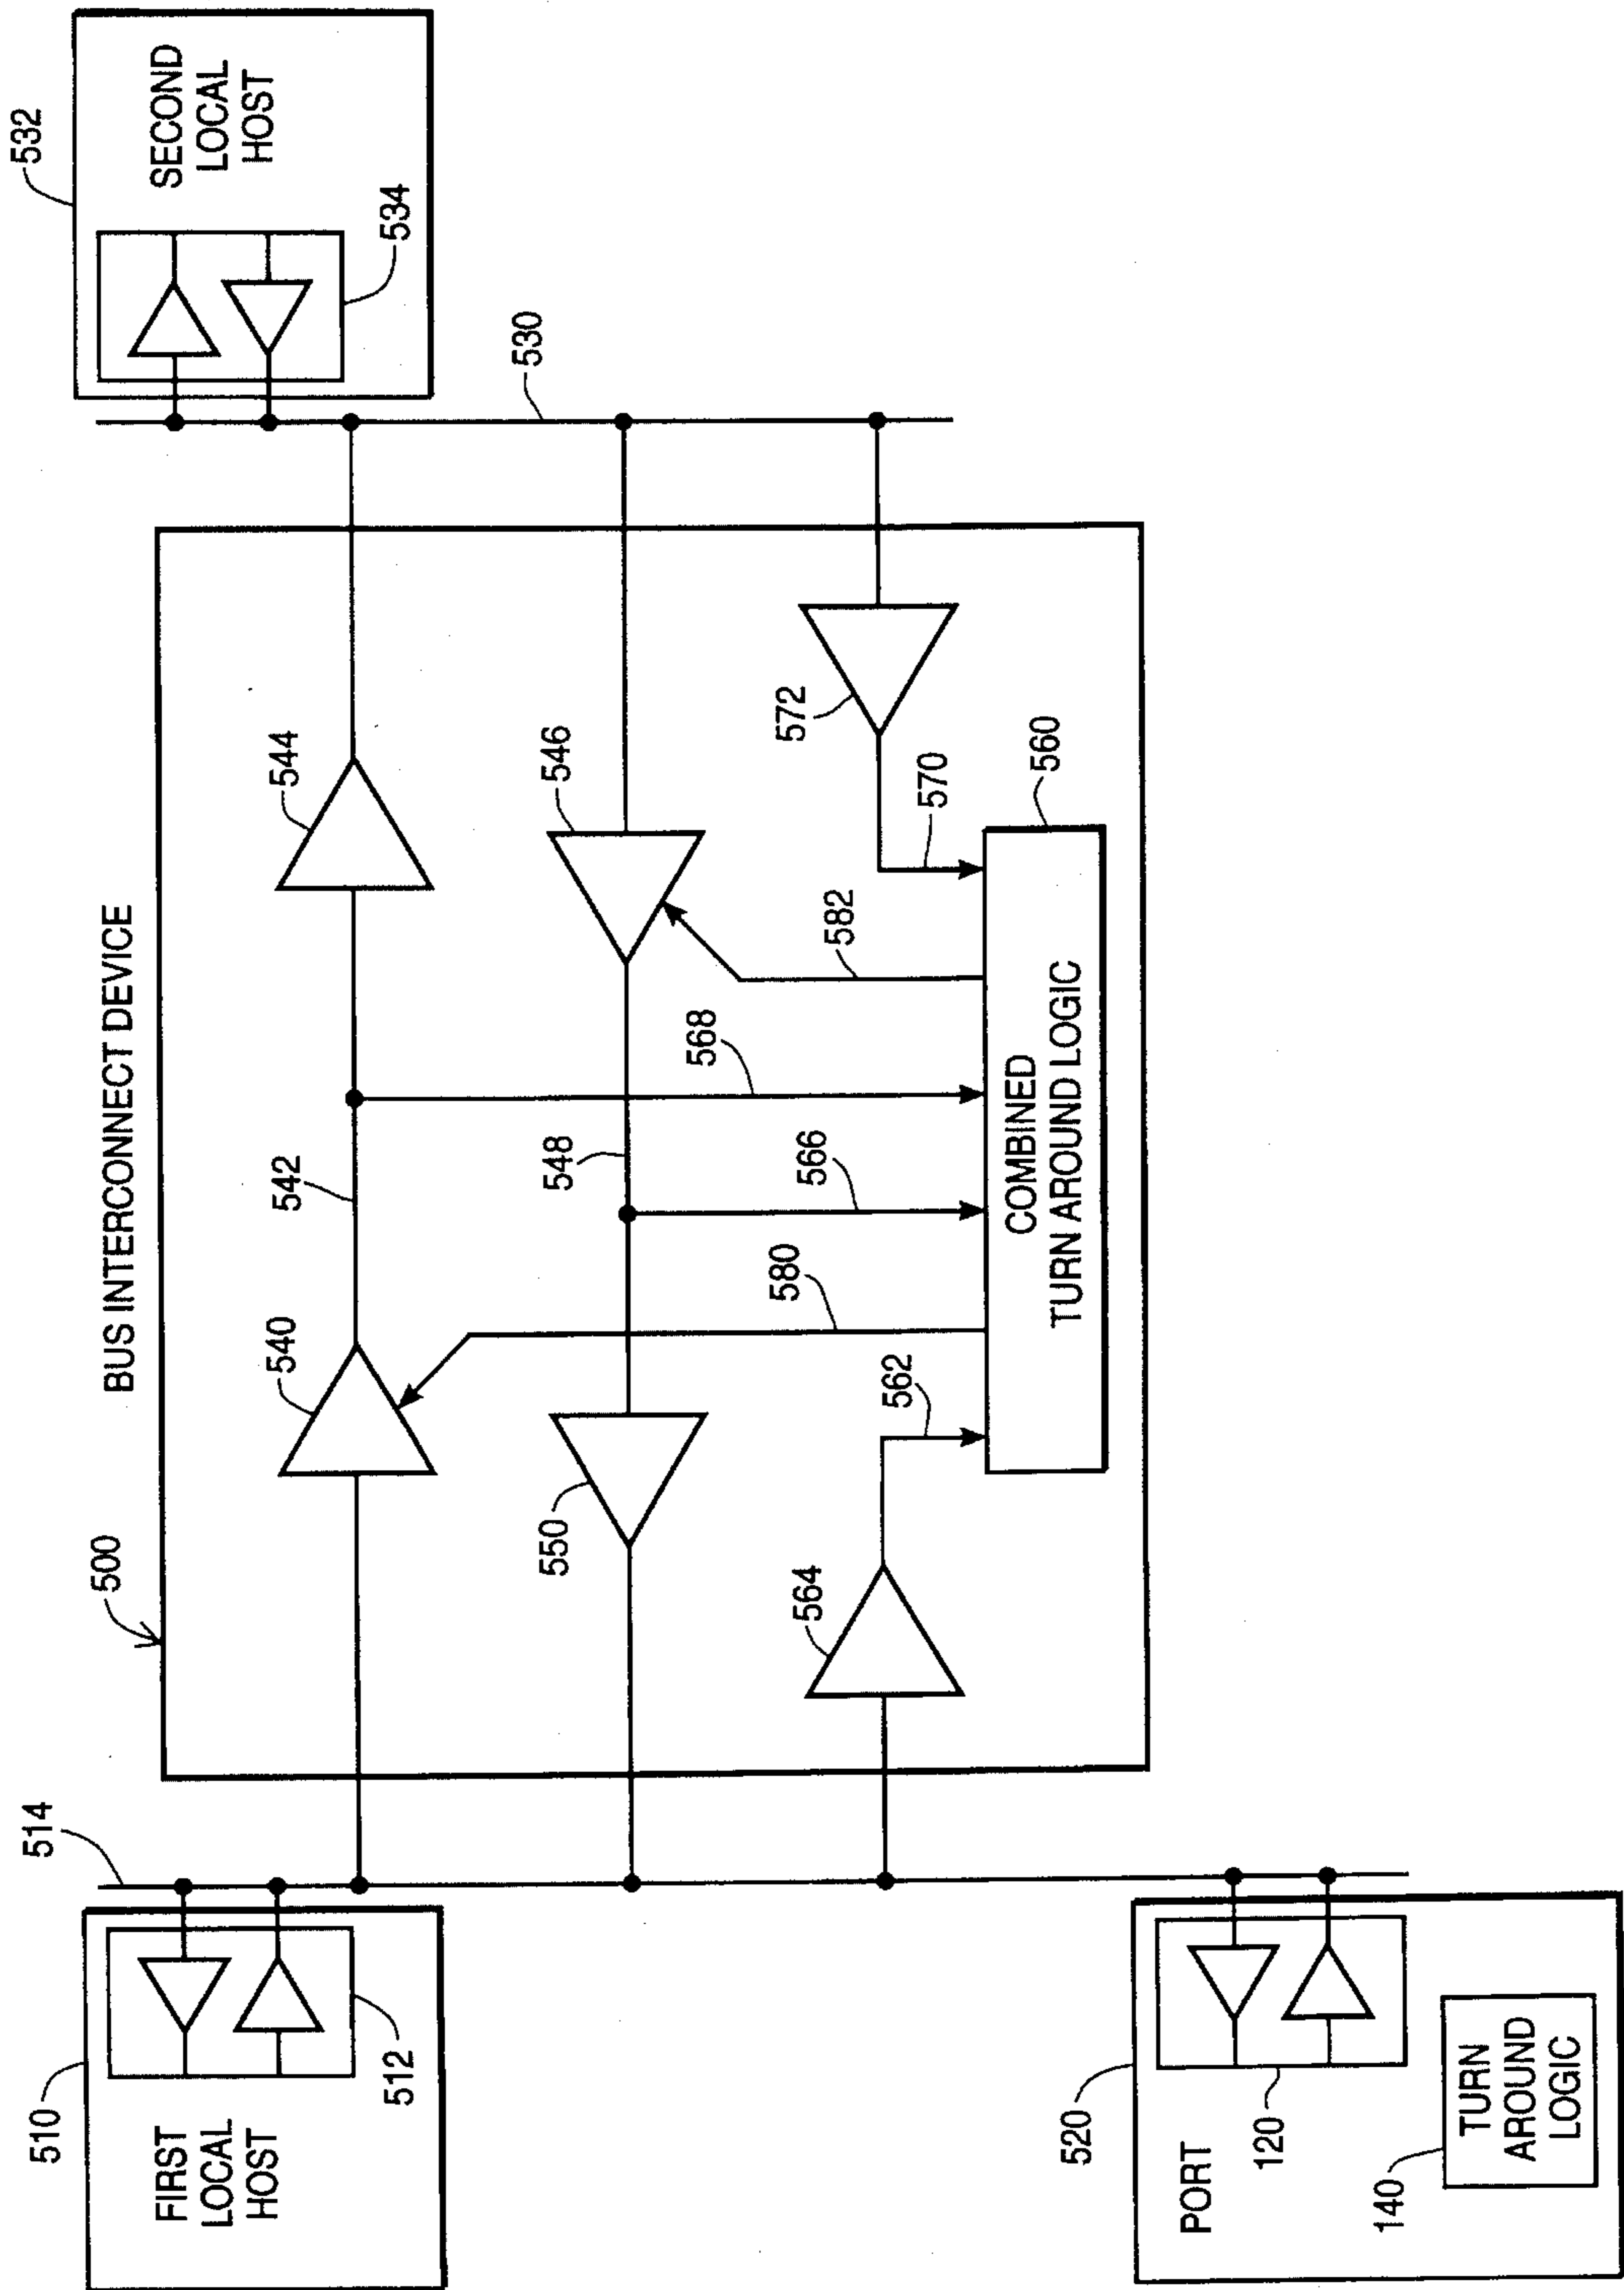 BUS INTERCONNECT DEVICE
500
510
FIRST
LOCAL
HOST
512
514
532
SECOND
LOCAL
HOST
534
530
540
542
544
546
548
550
568
566
580
582
572
570
560
564
562
COMBINED
TURN AROUND LOGIC
520
PORT
120
140
TURN
AROUND
LOGIC